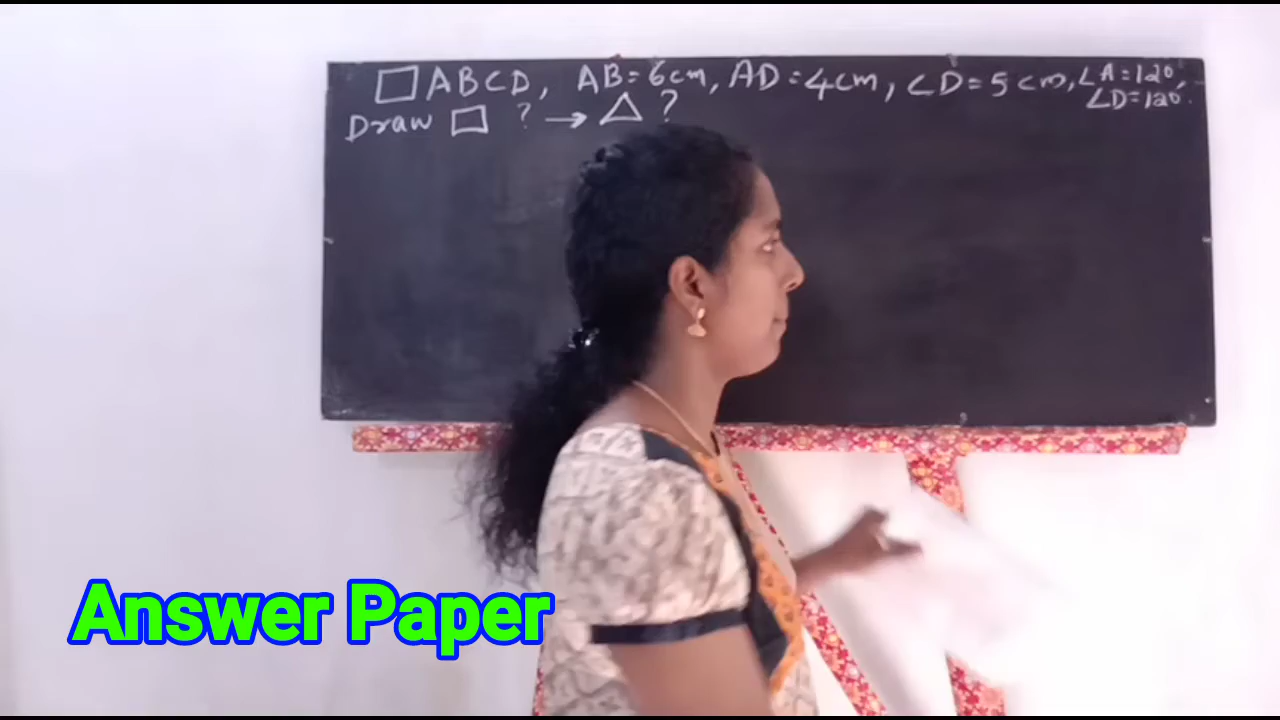 □ABCD, AB=6cm, AD=4cm, ∠D=5cm, ∠A=120°,
∠D=120°.
Draw □ ? → △ ?
Answer Paper